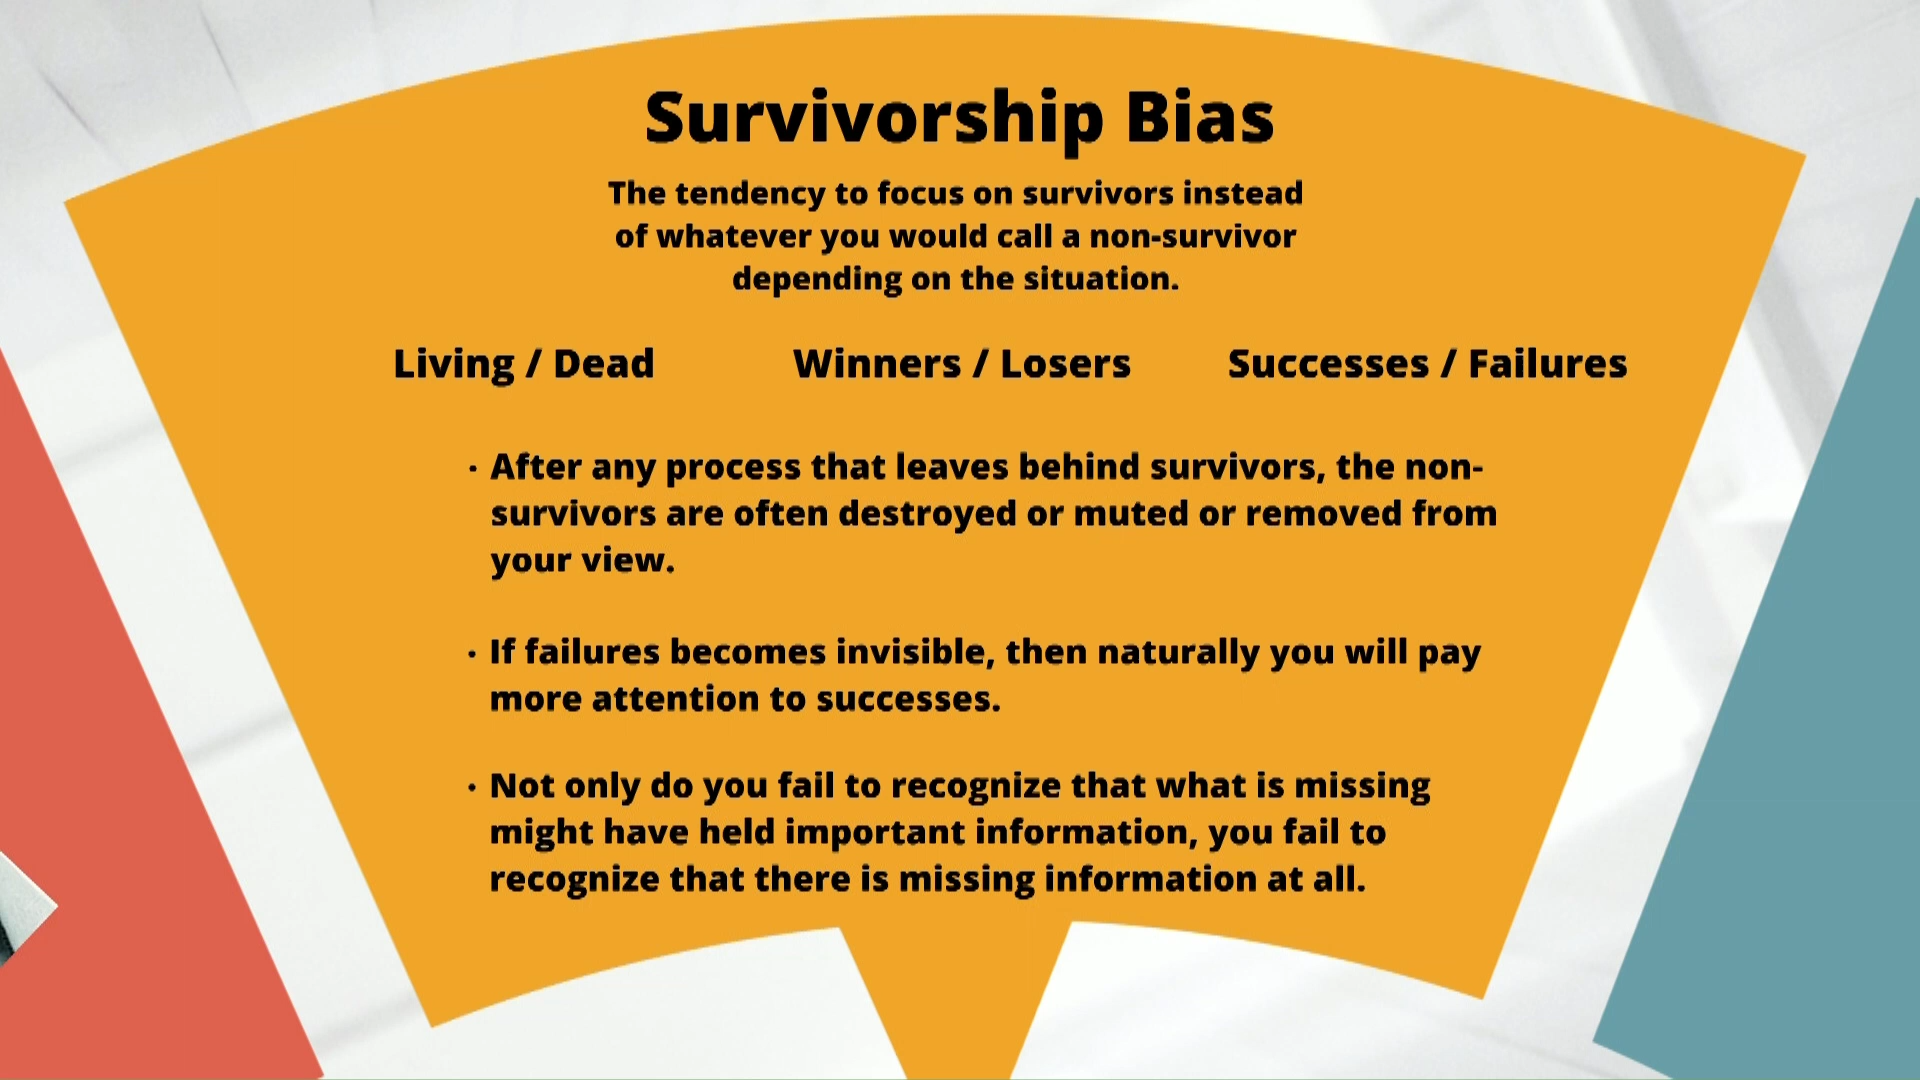 Survivorship Bias
The tendency to focus on survivors instead
of whatever you would call a non-survivor
depending on the situation.
Living / Dead Winners / Losers Successes / Failures
· After any process that leaves behind survivors, the non-
survivors are often destroyed or muted or removed from
your view.
· If failures becomes invisible, then naturally you will pay
more attention to successes.
· Not only do you fail to recognize that what is missing
might have held important information, you fail to
recognize that there is missing information at all.